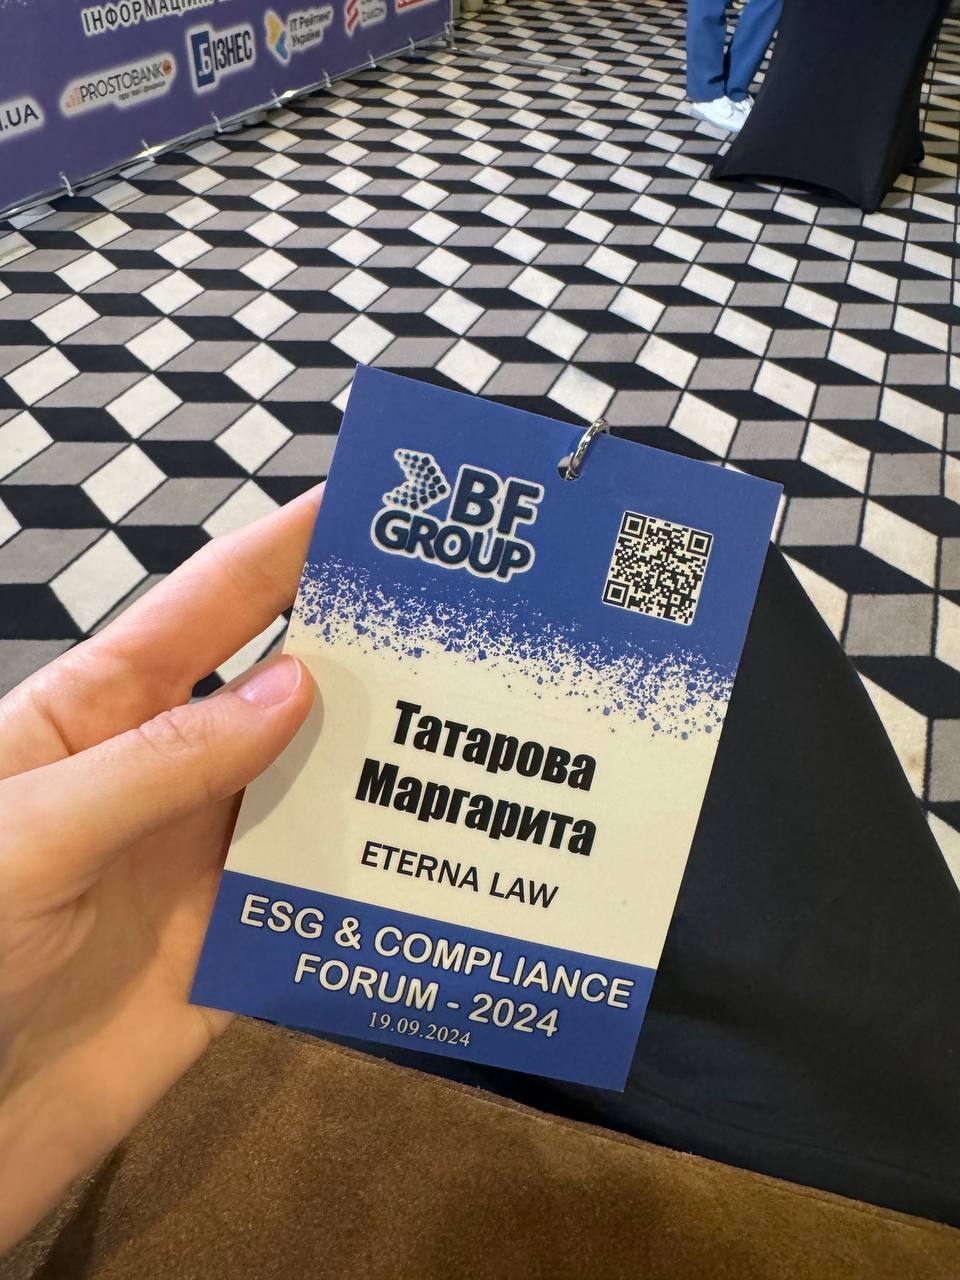 ІНФОРМАЦІЙН
.UA
PROSTOBANK
БІЗНЕС
ІТ Рейтинг
України
BF
GROUP
Татарова
Маргарита
ETERNA LAW
ESG & COMPLIANCE
FORUM - 2024
19.09.2024